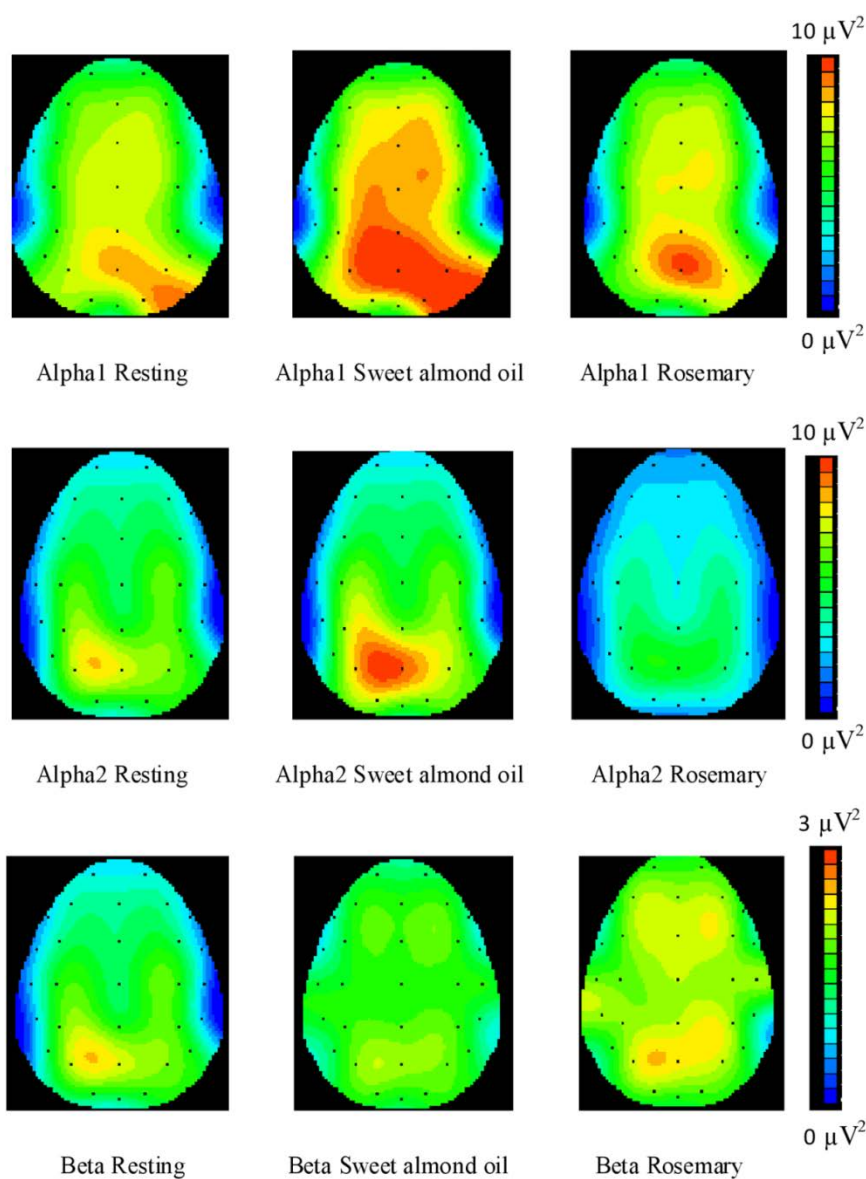 10 μV²
0 μV²
Alpha1 Resting
Alpha1 Sweet almond oil
Alpha1 Rosemary
10 μV²
0 μV²
Alpha2 Resting
Alpha2 Sweet almond oil
Alpha2 Rosemary
3 μV²
0 μV²
Beta Resting
Beta Sweet almond oil
Beta Rosemary